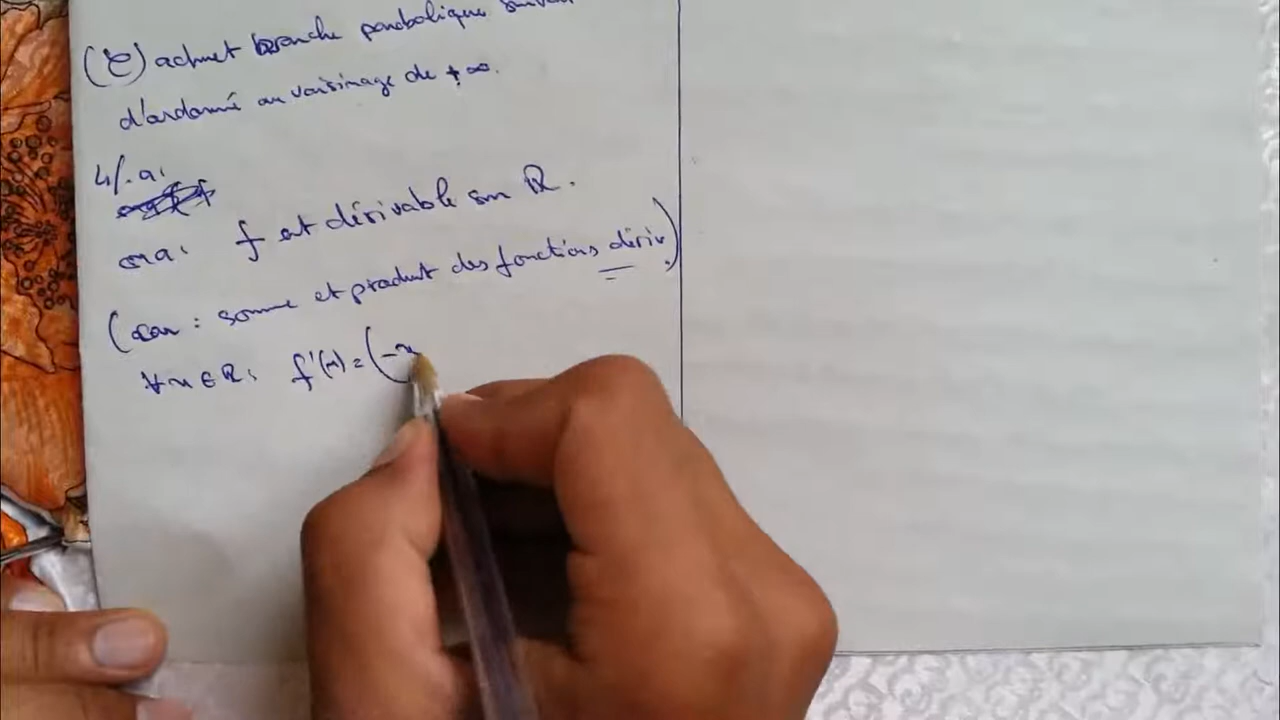 (C) admet branche parabolique suivant
d'ordonné au voisinage de +∞.
4/. a.
on a: f est dérivable sur ℝ.
(car : somme et produit des fonctions dériv.)
∀x∈ℝ: f'(x) = (-x